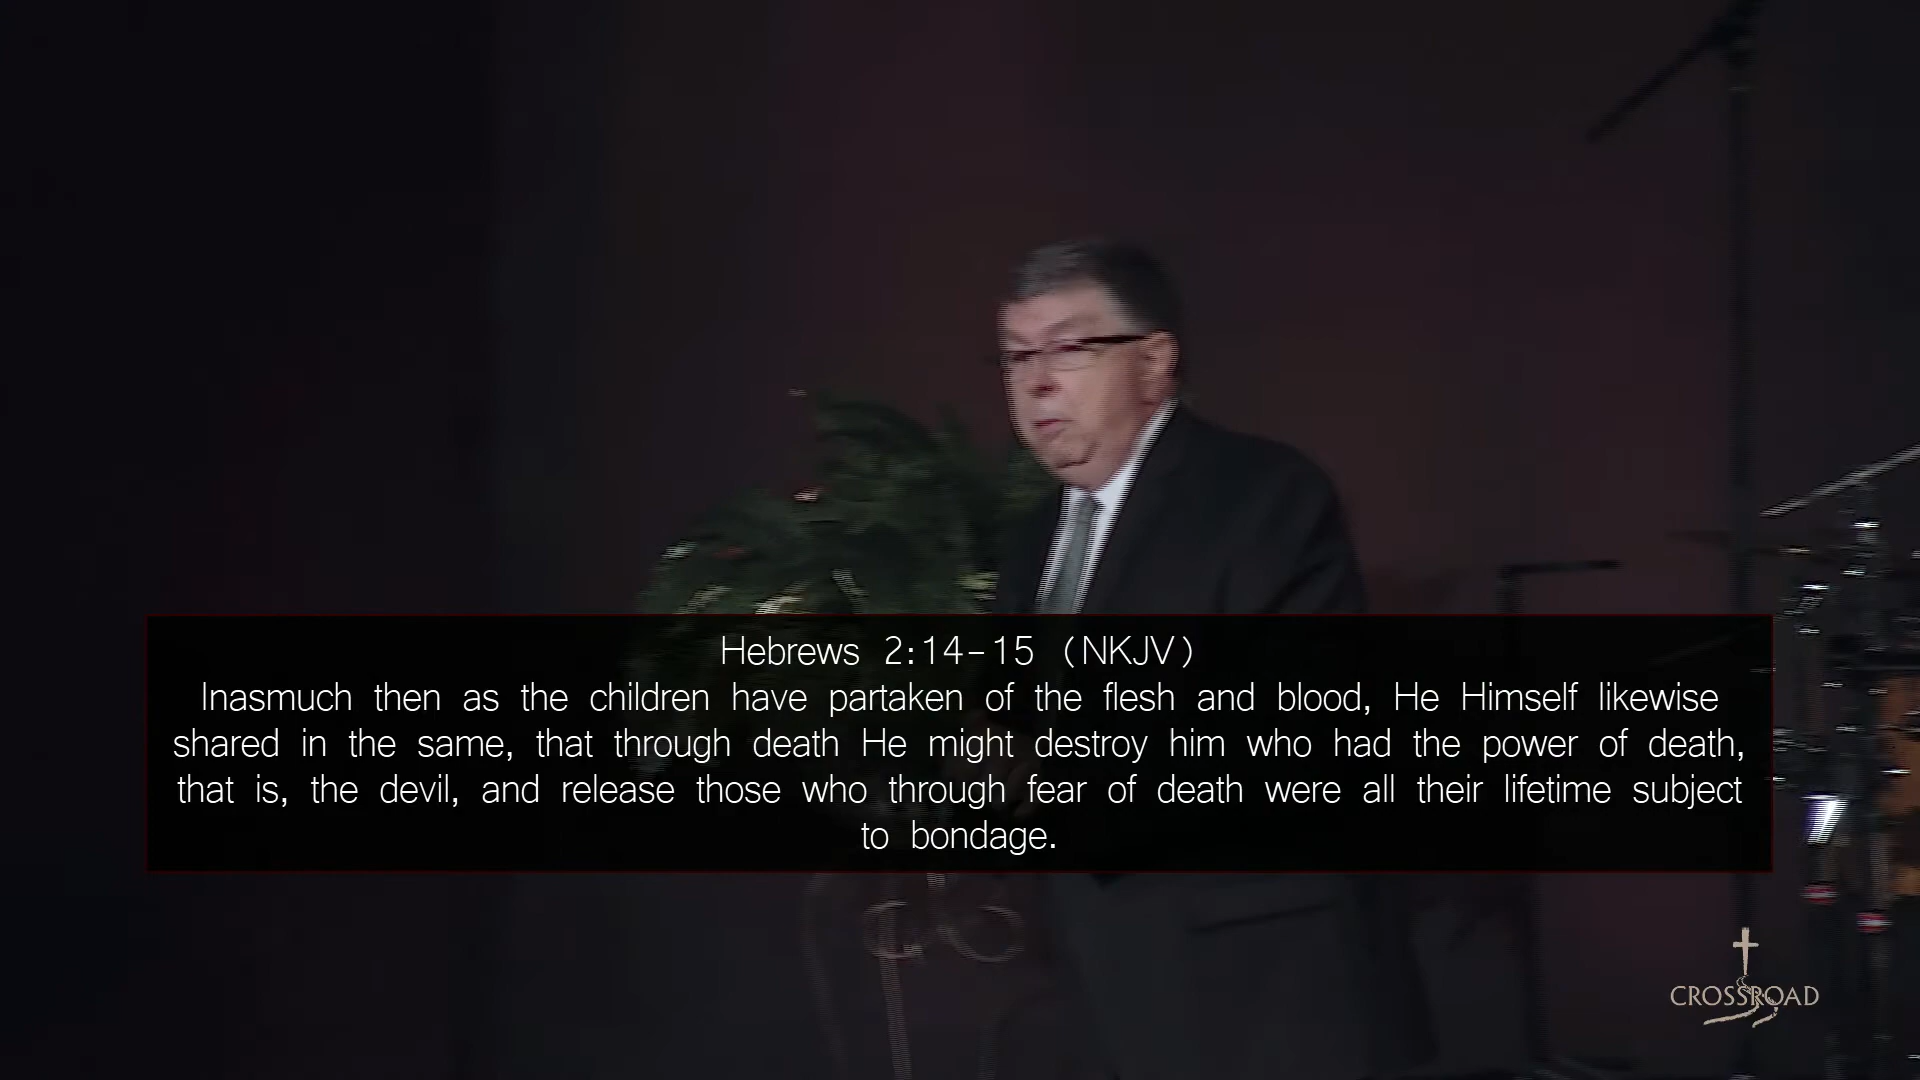 Hebrews 2:14-15 (NKJV)
Inasmuch then as the children have partaken of the flesh and blood, He Himself likewise
shared in the same, that through death He might destroy him who had the power of death,
that is, the devil, and release those who through fear of death were all their lifetime subject
to bondage.
CROSSROAD